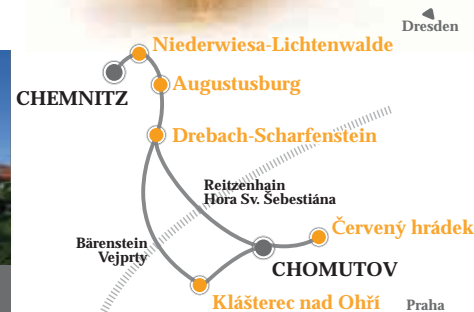 Dresden
Niederwiesa-Lichtenwalde
CHEMNITZ
Augustusburg
Drebach-Scharfenstein
Reitzenhain
Hora Sv. Šebestiána
Červený hrádek
Bärenstein
Vejprty
CHOMUTOV
Klášterec nad Ohří
Praha